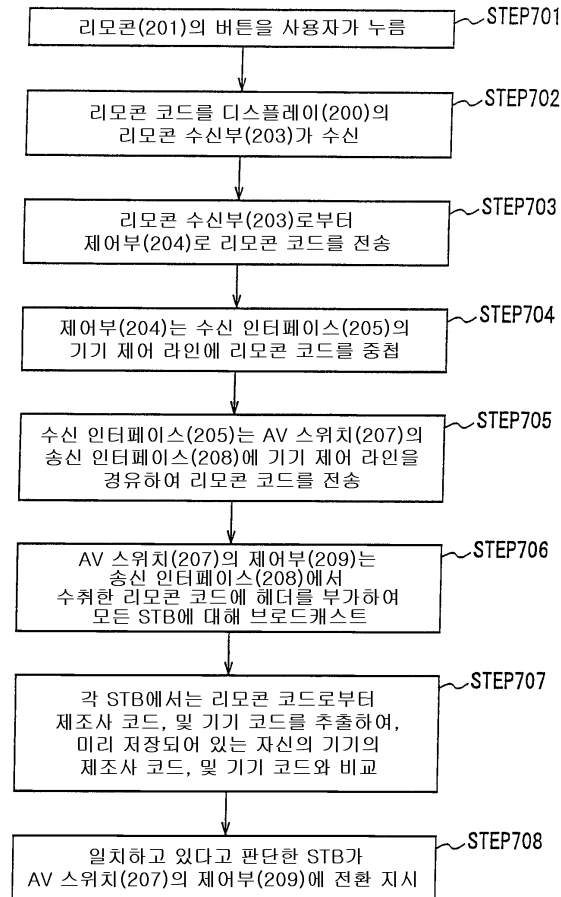 리모콘(201)의 버튼을 사용자가 누름
STEP701
리모콘 코드를 디스플레이(200)의
리모콘 수신부(203)가 수신
STEP702
리모콘 수신부(203)로부터
제어부(204)로 리모콘 코드를 전송
STEP703
제어부(204)는 수신 인터페이스(205)의
기기 제어 라인에 리모콘 코드를 중첩
STEP704
수신 인터페이스(205)는 AV 스위치(207)의
송신 인터페이스(208)에 기기 제어 라인을
경유하여 리모콘 코드를 전송
STEP705
AV 스위치(207)의 제어부(209)는
송신 인터페이스(208)에서
수취한 리모콘 코드에 헤더를 부가하여
모든 STB에 대해 브로드캐스트
STEP706
각 STB에서는 리모콘 코드로부터
제조사 코드, 및 기기 코드를 추출하여,
미리 저장되어 있는 자신의 기기의
제조사 코드, 및 기기 코드와 비교
STEP707
일치하고 있다고 판단한 STB가
AV 스위치(207)의 제어부(209)에 전환 지시
STEP708